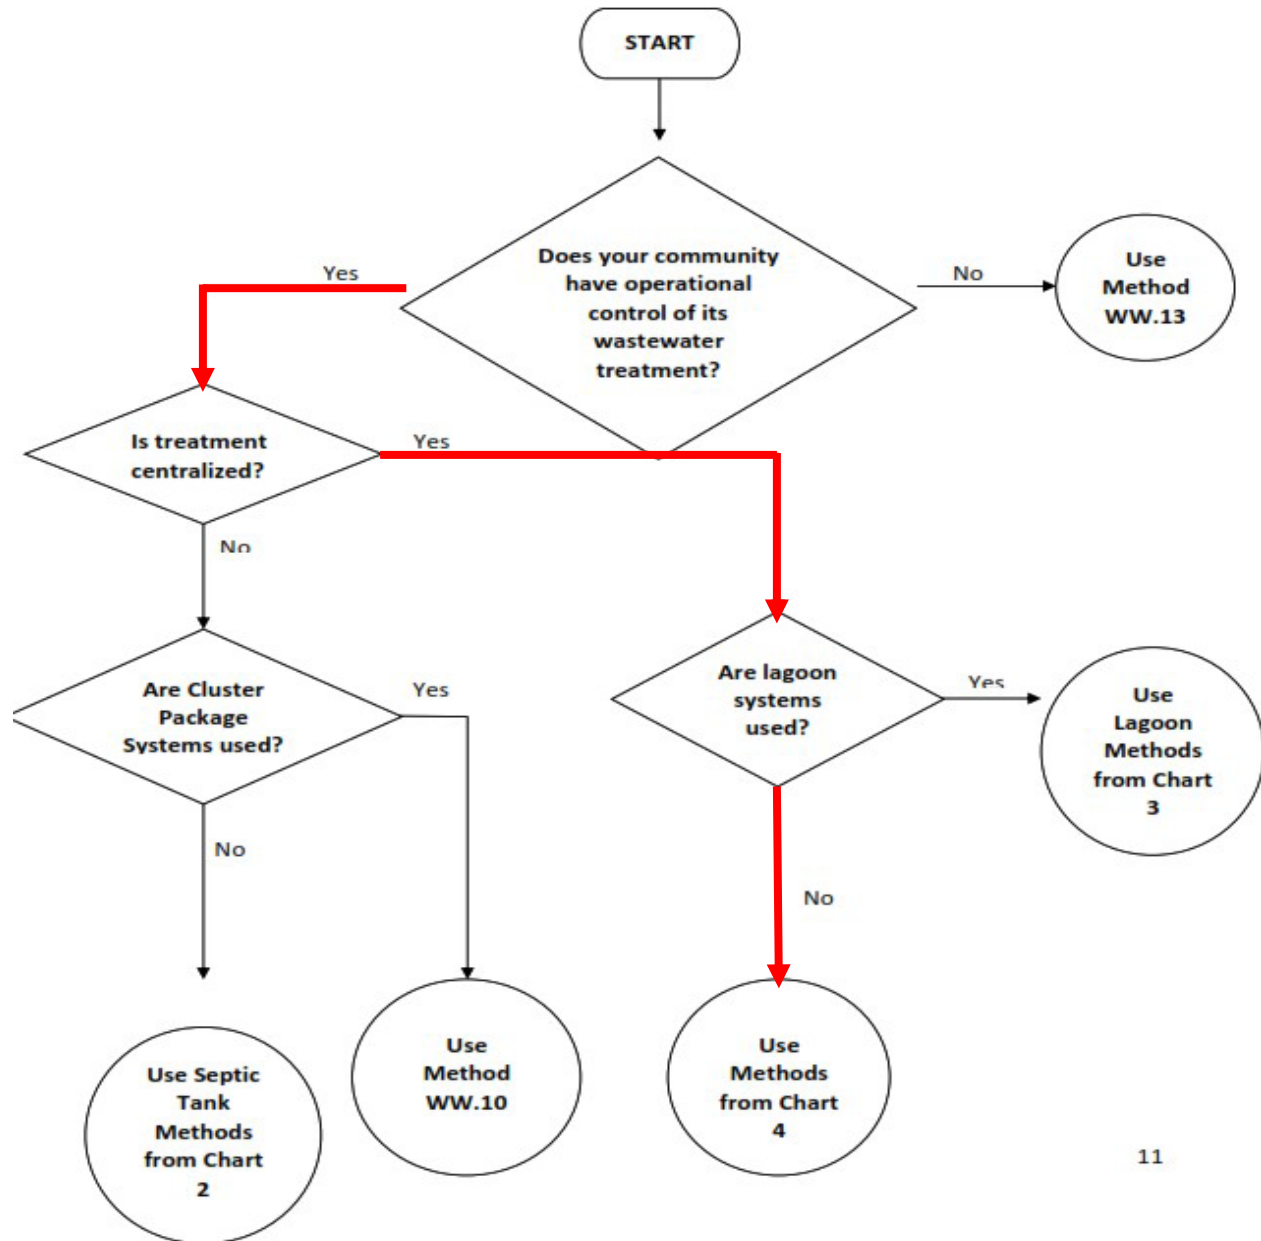 START
Does your community
have operational
control of its
wastewater
treatment?
Yes
No
Use
Method
WW.13
Is treatment
centralized?
Yes
No
Are Cluster
Package
Systems used?
Yes
No
Are lagoon
systems
used?
Yes
No
Use
Lagoon
Methods
from Chart
3
Use Septic
Tank
Methods
from Chart
2
Use
Method
WW.10
Use
Methods
from Chart
4
11